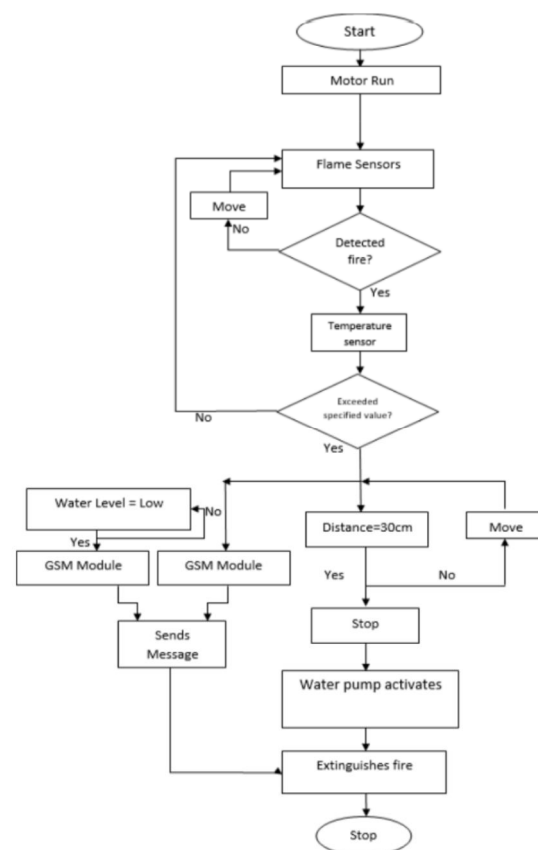 Start
Motor Run
Flame Sensors
Move
No
Detected
fire?
Yes
Temperature
sensor
Exceeded
specified value?
No
Yes
Water Level = Low
No
Yes
Distance=30cm
Move
GSM Module
GSM Module
Yes
No
Stop
Sends
Message
Water pump activates
Extinguishes fire
Stop